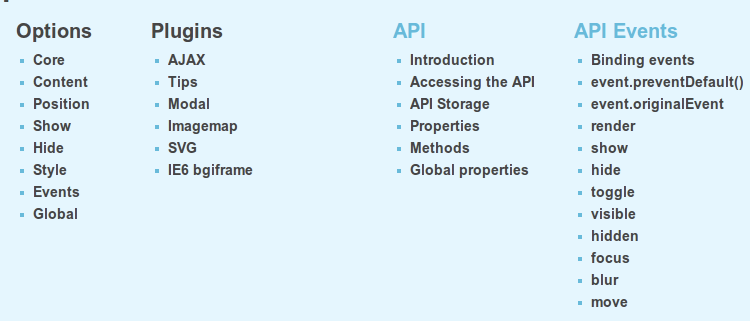 Options
Core
Content
Position
Show
Hide
Style
Events
Global
Plugins
AJAX
Tips
Modal
Imagemap
SVG
IE6 bgiframe
API
Introduction
Accessing the API
API Storage
Properties
Methods
Global properties
API Events
Binding events
event.preventDefault()
event.originalEvent
render
show
hide
toggle
visible
hidden
focus
blur
move